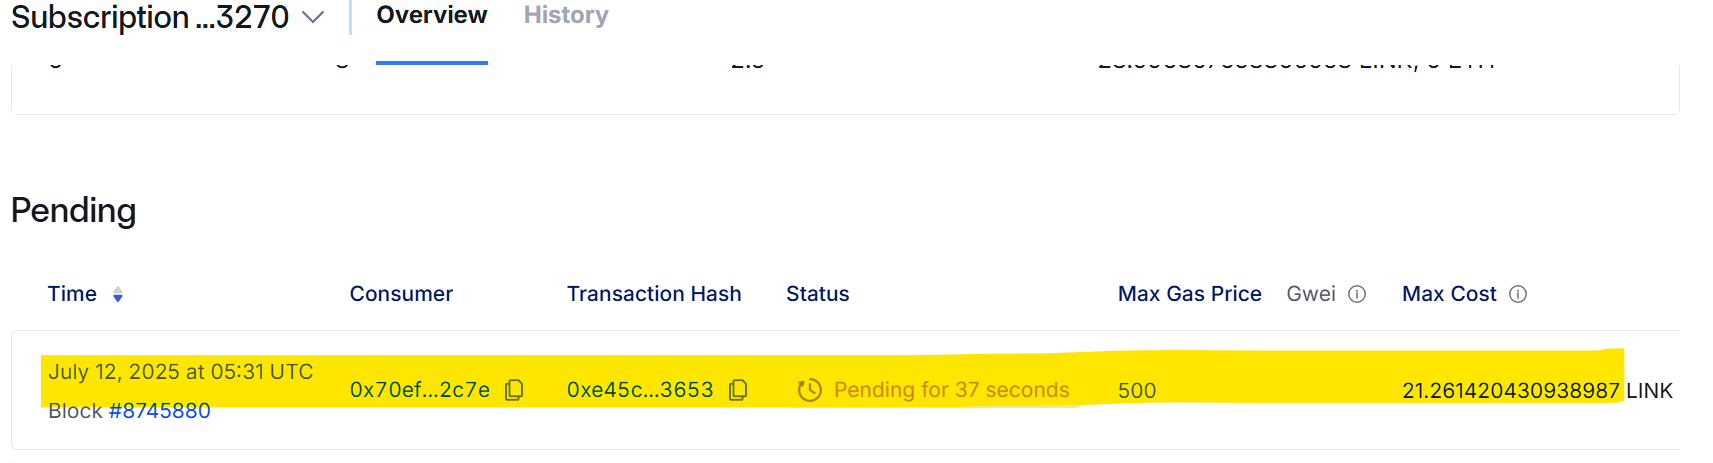 Subscription ...3270 Overview History
Pending
Time Consumer Transaction Hash Status Max Gas Price Gwei Max Cost
July 12, 2025 at 05:31 UTC
0x70ef...2c7e 0xe45c...3653 Pending for 37 seconds 500 21.261420430938987 LINK
Block #8745880